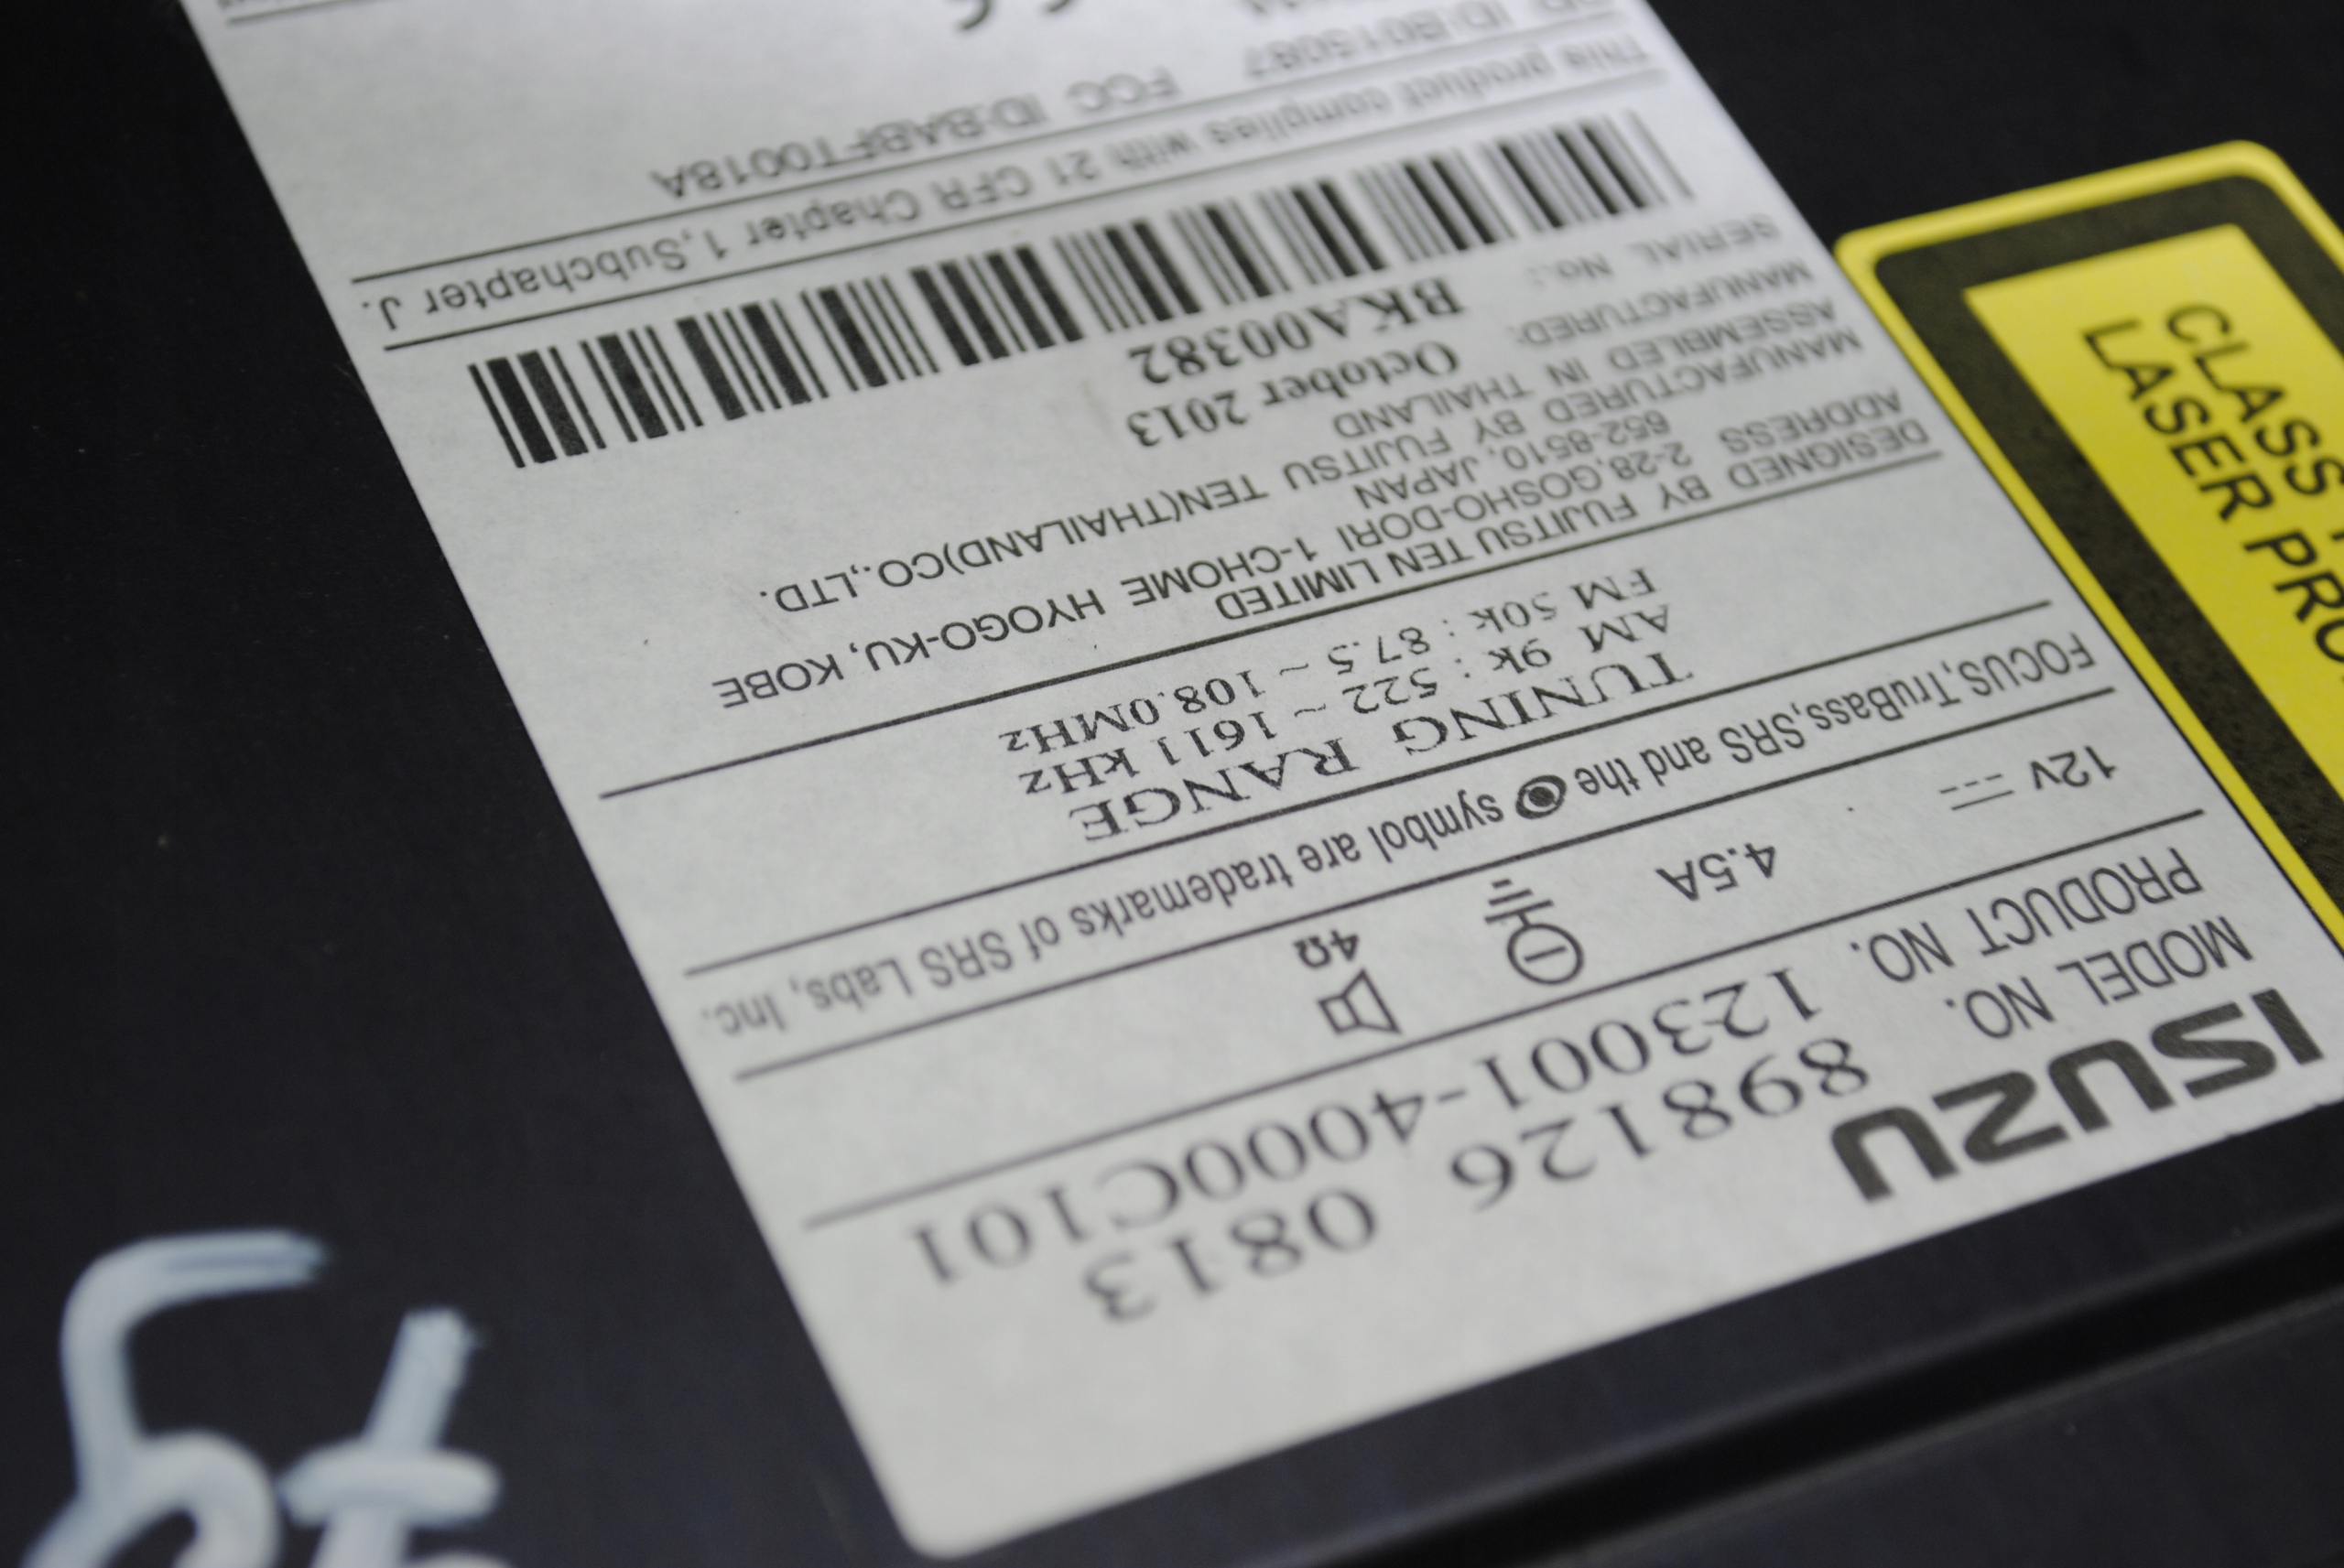 ISUZU
MODEL NO. 898126 0813
PRODUCT NO. 123001-4000C101
12V 4.5A 4Ω
FOCUS,TruBass,SRS and the symbol are trademarks of SRS Labs, Inc.
TUNING RANGE
AM 9k : 522 ~ 1611 kHz
FM 50k : 87.5 ~ 108.0MHz
DESIGNED BY FUJITSU TEN LIMITED
ADDRESS 2-28,GOSHO-DORI 1-CHOME HYOGO-KU, KOBE
652-8510, JAPAN
MANUFACTURED BY FUJITSU TEN(THAILAND)CO.,LTD.
ASSEMBLED IN THAILAND
MANUFACTURED: October 2013
SERIAL No.: BKA00382
This product complies with 21 CFR Chapter 1,Subchapter J.
FCC ID:BABFT0018A
CLASS
LASER